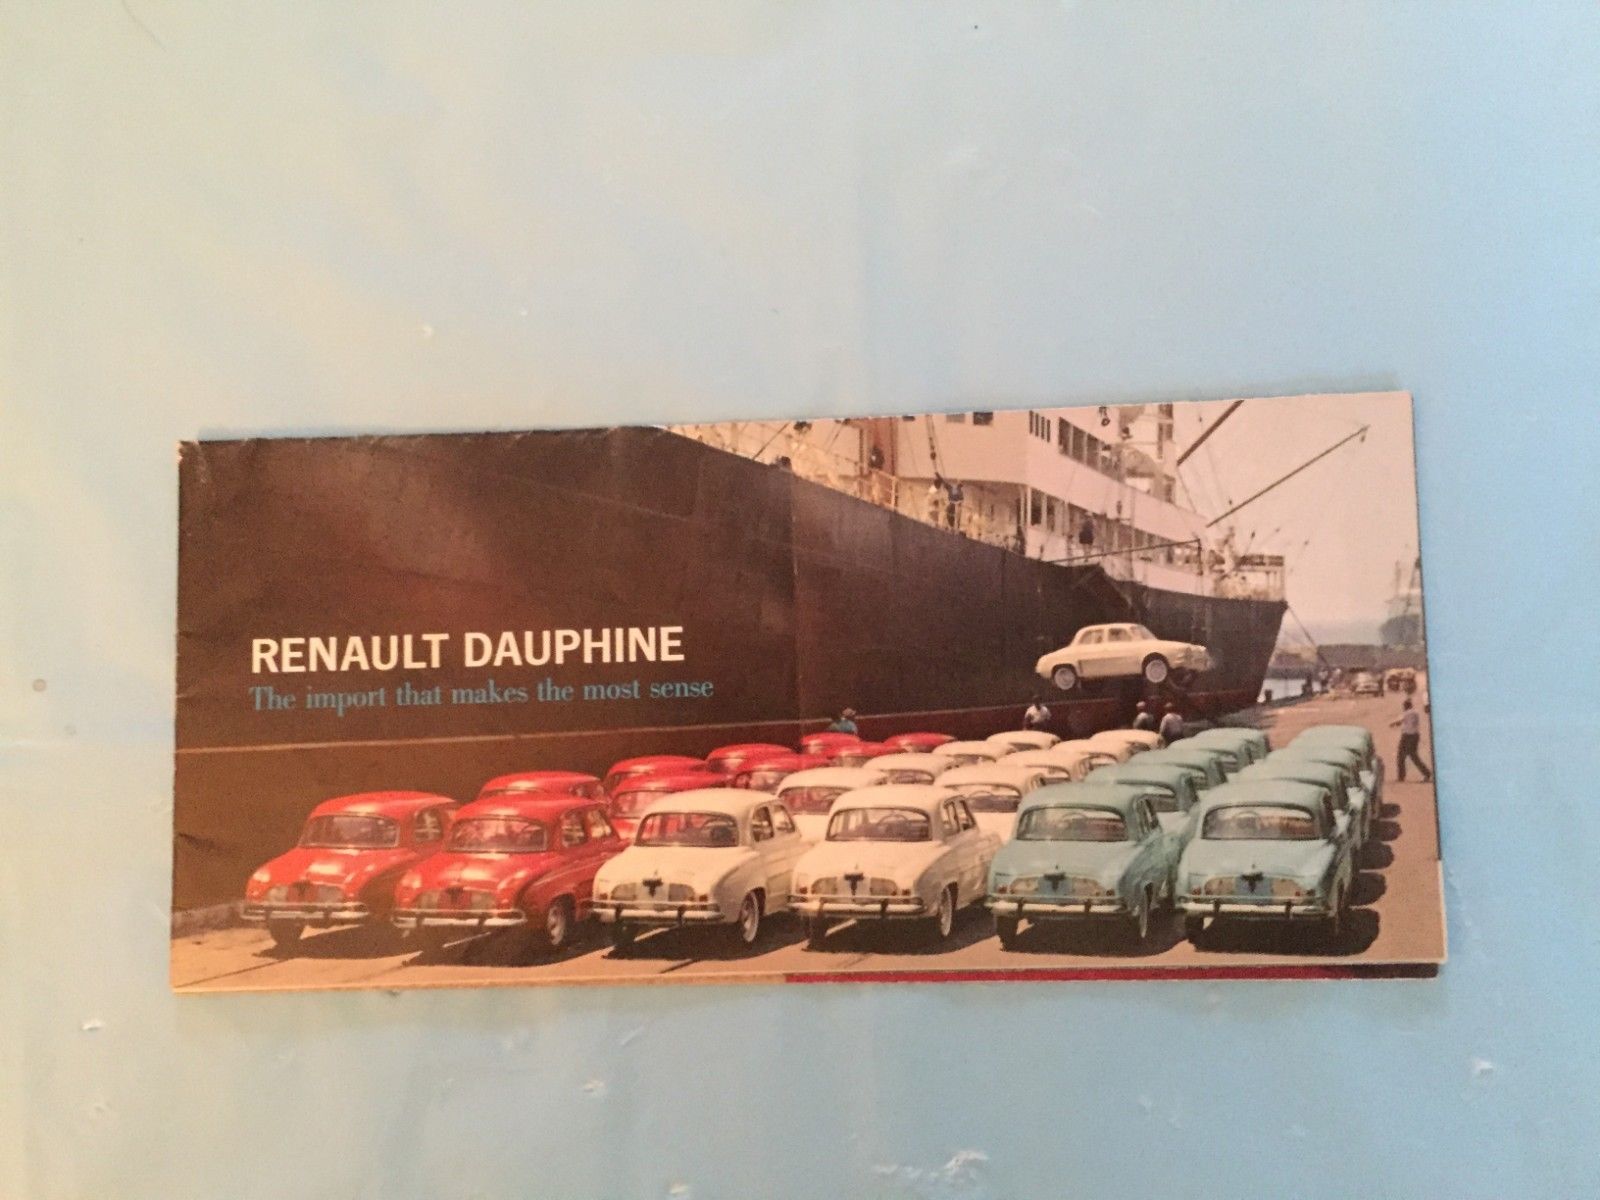 RENAULT DAUPHINE
The import that makes the most sense